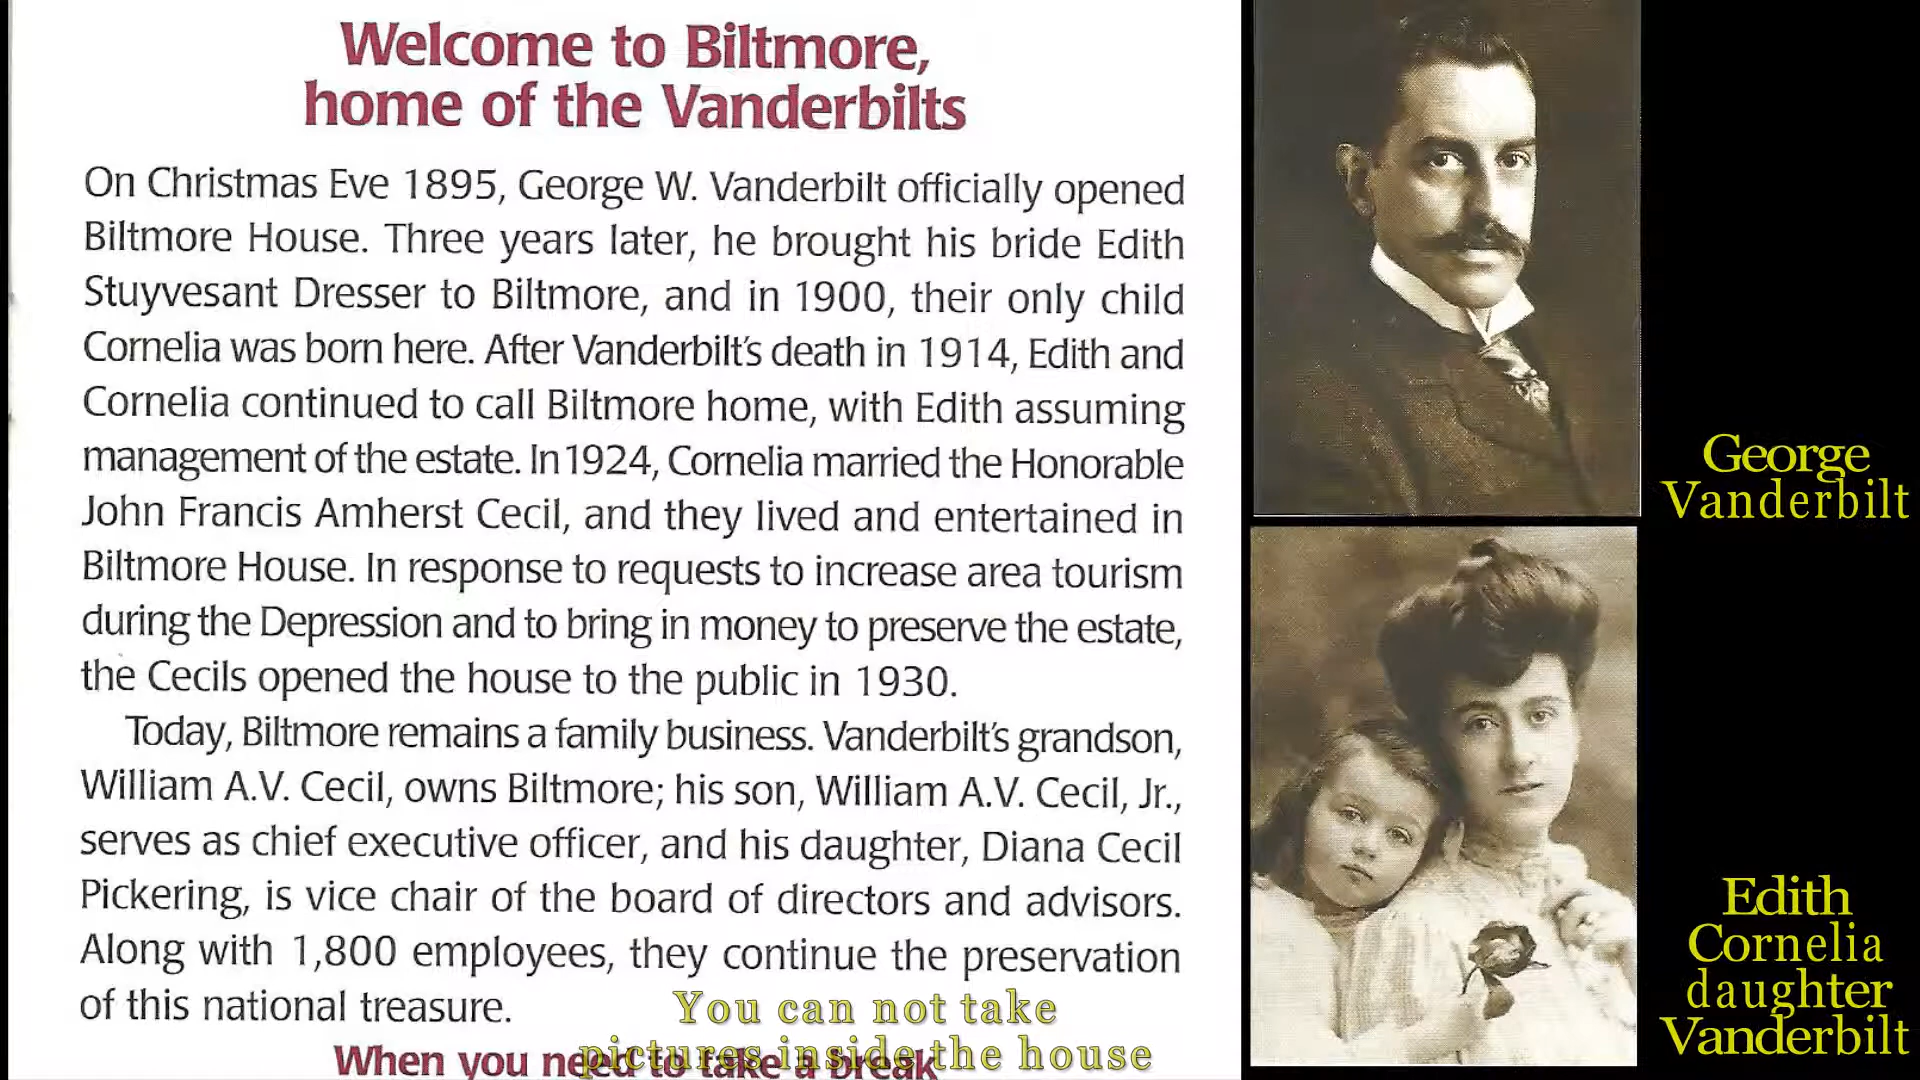 Welcome to Biltmore,
home of the Vanderbilts
On Christmas Eve 1895, George W. Vanderbilt officially opened
Biltmore House. Three years later, he brought his bride Edith
Stuyvesant Dresser to Biltmore, and in 1900, their only child
Cornelia was born here. After Vanderbilt's death in 1914, Edith and
Cornelia continued to call Biltmore home, with Edith assuming
management of the estate. In 1924, Cornelia married the Honorable
John Francis Amherst Cecil, and they lived and entertained in
Biltmore House. In response to requests to increase area tourism
during the Depression and to bring in money to preserve the estate,
the Cecils opened the house to the public in 1930.
Today, Biltmore remains a family business. Vanderbilt's grandson,
William A.V. Cecil, owns Biltmore; his son, William A.V. Cecil, Jr.,
serves as chief executive officer, and his daughter, Diana Cecil
Pickering, is vice chair of the board of directors and advisors.
Along with 1,800 employees, they continue the preservation
of this national treasure.
When you need to take a break
You can not take
pictures inside the house
George
Vanderbilt
Edith
Cornelia
daughter
Vanderbilt